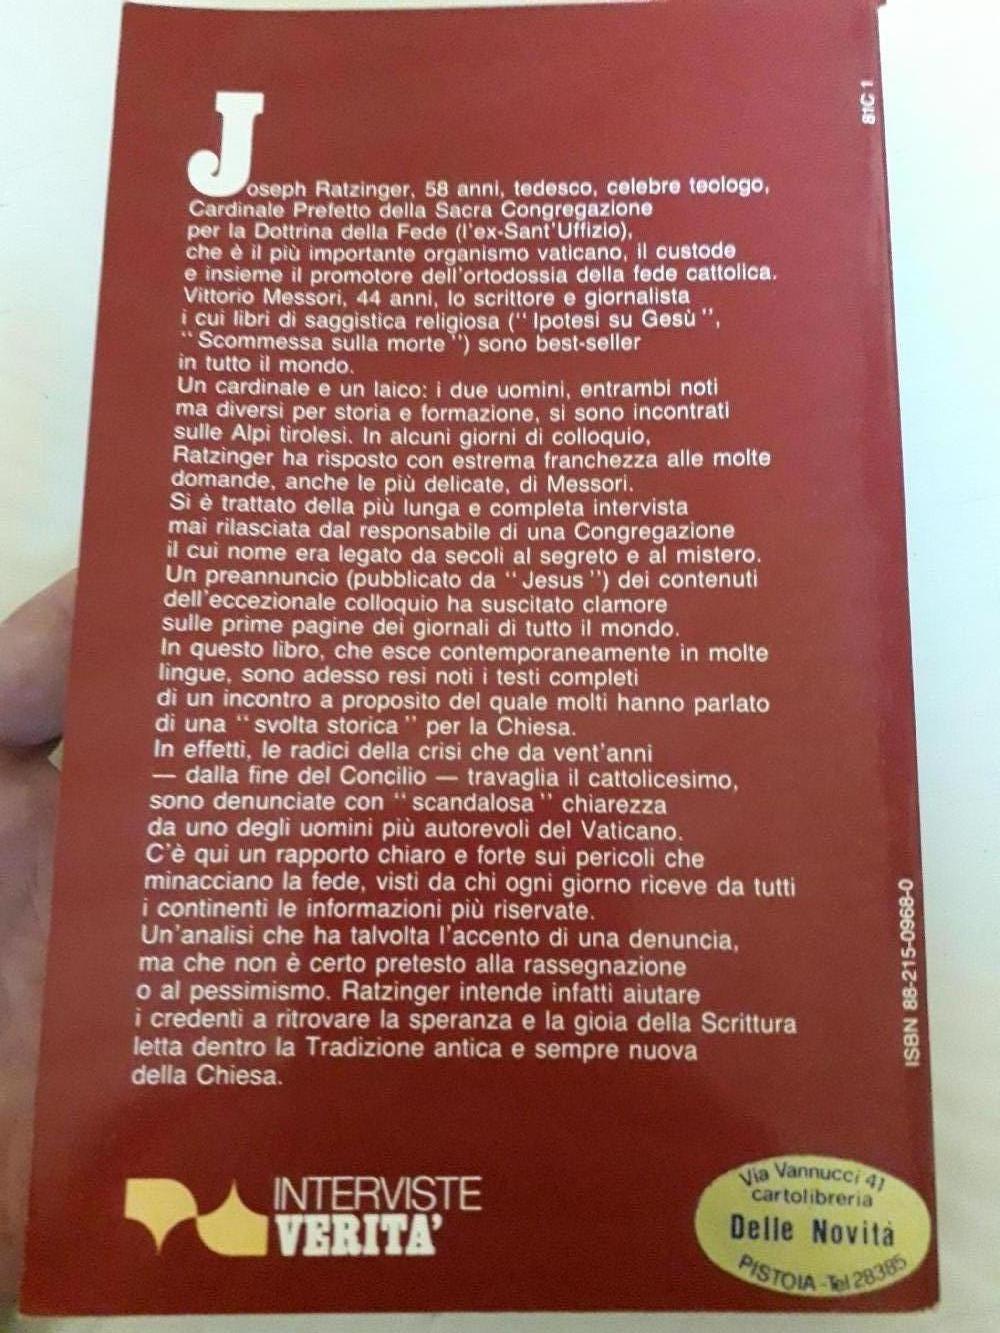 Joseph Ratzinger, 58 anni, tedesco, celebre teologo,
Cardinale Prefetto della Sacra Congregazione
per la Dottrina della Fede (l'ex-Sant'Uffizio),
che è il più importante organismo vaticano, il custode
e insieme il promotore dell'ortodossia della fede cattolica.
Vittorio Messori, 44 anni, lo scrittore e giornalista
i cui libri di saggistica religiosa (“Ipotesi su Gesù”,
“Scommessa sulla morte”) sono best-seller
in tutto il mondo.
Un cardinale e un laico: i due uomini, entrambi noti
ma diversi per storia e formazione, si sono incontrati
sulle Alpi tirolesi. In alcuni giorni di colloquio,
Ratzinger ha risposto con estrema franchezza alle molte
domande, anche le più delicate, di Messori.
Si è trattato della più lunga e completa intervista
mai rilasciata dal responsabile di una Congregazione
il cui nome era legato da secoli al segreto e al mistero.
Un preannuncio (pubblicato da “Jesus”) dei contenuti
dell'eccezionale colloquio ha suscitato clamore
sulle prime pagine dei giornali di tutto il mondo.
In questo libro, che esce contemporaneamente in molte
lingue, sono adesso resi noti i testi completi
di un incontro a proposito del quale molti hanno parlato
di una “svolta storica” per la Chiesa.
In effetti, le radici della crisi che da vent'anni
— dalla fine del Concilio — travaglia il cattolicesimo,
sono denunciate con “scandalosa” chiarezza
da uno degli uomini più autorevoli del Vaticano.
C'è qui un rapporto chiaro e forte sui pericoli che
minacciano la fede, visti da chi ogni giorno riceve da tutti
i continenti le informazioni più riservate.
Un'analisi che ha talvolta l'accento di una denuncia,
ma che non è certo pretesto alla rassegnazione
o al pessimismo. Ratzinger intende infatti aiutare
i credenti a ritrovare la speranza e la gioia della Scrittura
letta dentro la Tradizione antica e sempre nuova
della Chiesa.
INTERVISTE
VERITA'
81C 1
ISBN 88-215-0968-0
Via Vannucci 41
cartolibreria
Delle Novità
PISTOIA - Tel 28385